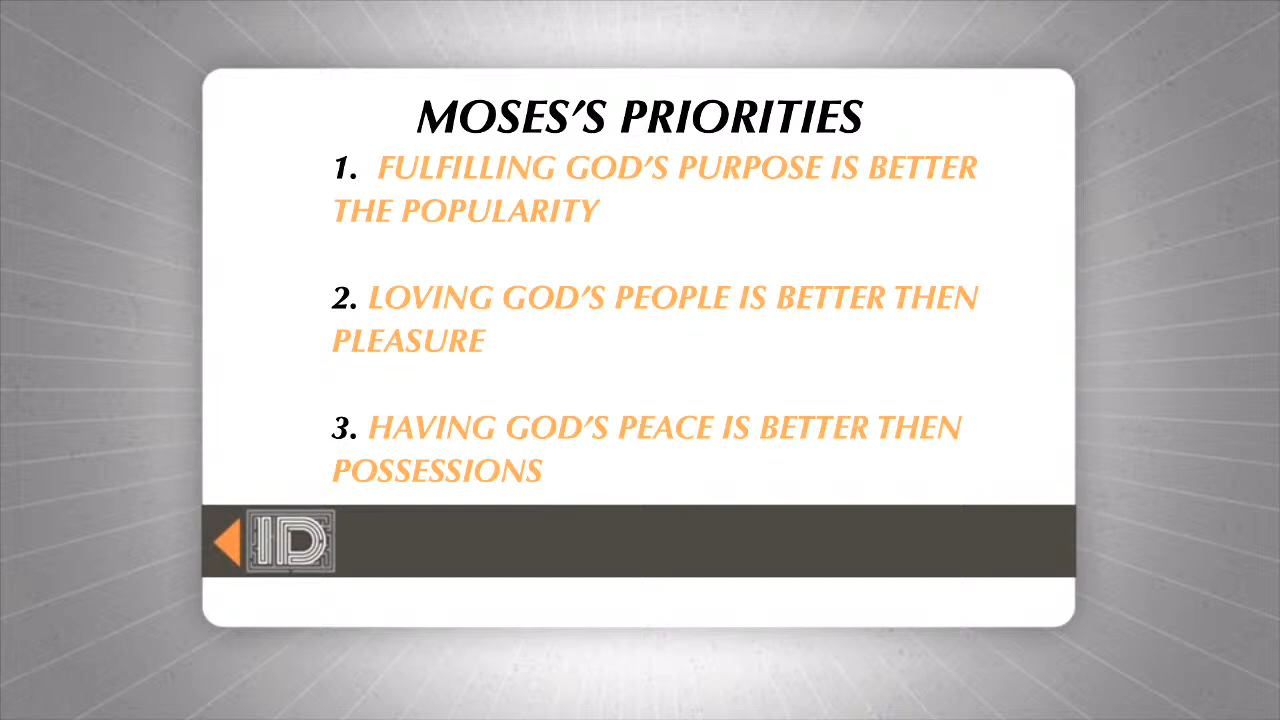 MOSES’S PRIORITIES
1. FULFILLING GOD’S PURPOSE IS BETTER
THE POPULARITY
2. LOVING GOD’S PEOPLE IS BETTER THEN
PLEASURE
3. HAVING GOD’S PEACE IS BETTER THEN
POSSESSIONS
ID